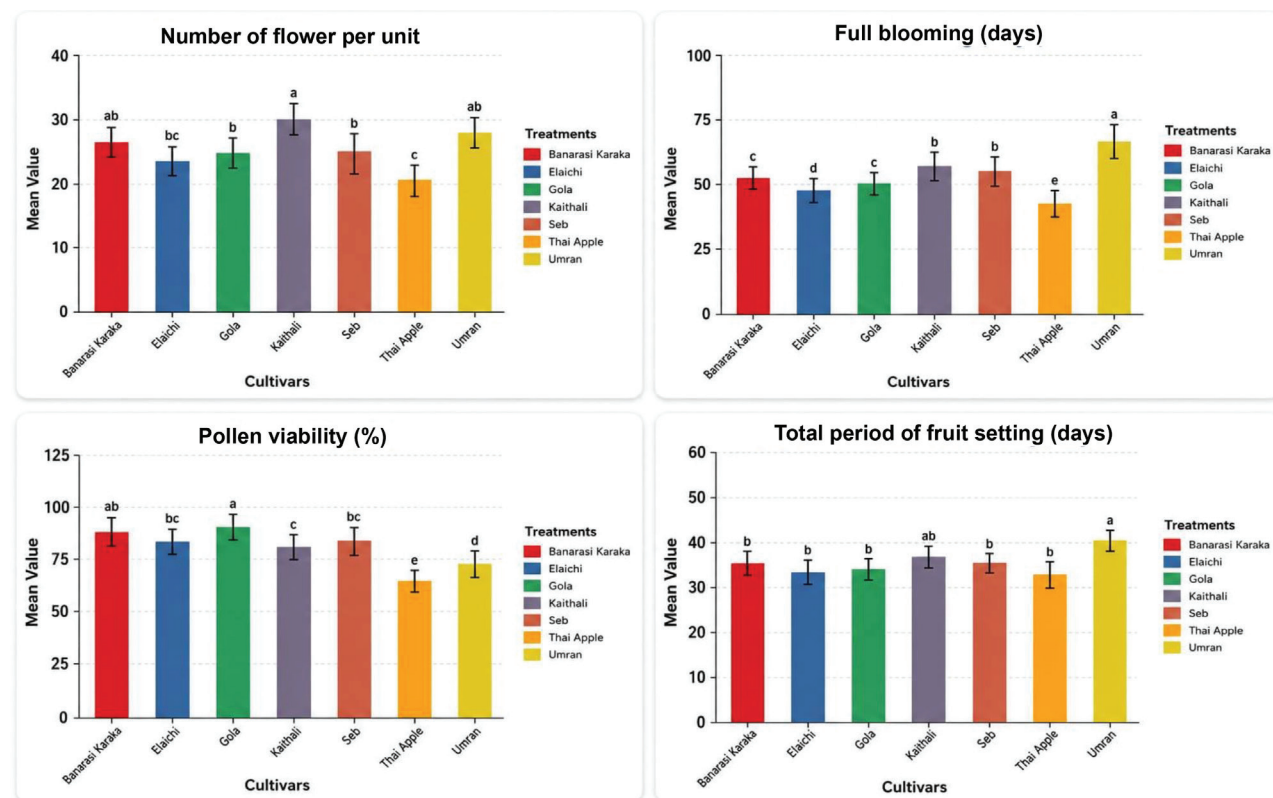 Number of flower per unit
Mean Value
40
30
20
10
0
ab
bc
b
a
b
c
ab
Banarasi Karaka
Elaichi
Gola
Kaithali
Seb
Thai Apple
Umran
Cultivars
Treatments
Banarasi Karaka
Elaichi
Gola
Kaithali
Seb
Thai Apple
Umran
Full blooming (days)
Mean Value
100
75
50
25
0
c
d
c
b
b
e
a
Banarasi Karaka
Elaichi
Gola
Kaithali
Seb
Thai Apple
Umran
Cultivars
Treatments
Banarasi Karaka
Elaichi
Gola
Kaithali
Seb
Thai Apple
Umran
Pollen viability (%)
Mean Value
125
100
75
50
25
0
ab
bc
a
c
bc
e
d
Banarasi Karaka
Elaichi
Gola
Kaithali
Seb
Thai Apple
Umran
Cultivars
Treatments
Banarasi Karaka
Elaichi
Gola
Kaithali
Seb
Thai Apple
Umran
Total period of fruit setting (days)
Mean Value
60
50
40
30
20
10
0
b
b
b
ab
b
b
a
Banarasi Karaka
Elaichi
Gola
Kaithali
Seb
Thai Apple
Umran
Cultivars
Treatments
Banarasi Karaka
Elaichi
Gola
Kaithali
Seb
Thai Apple
Umran